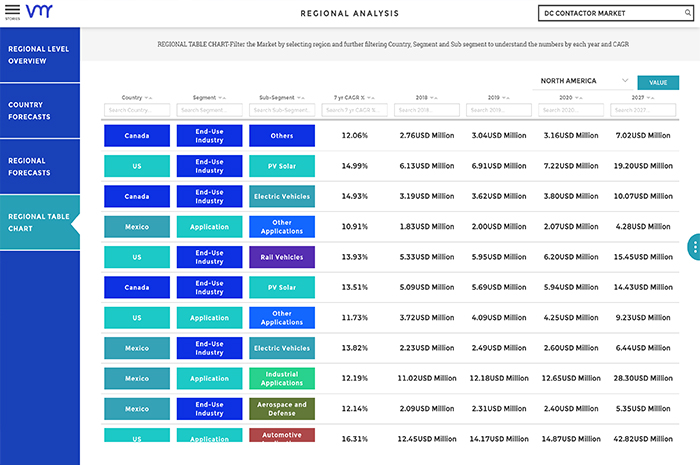 STORIES
VMR
REGIONAL ANALYSIS
DC CONTACTOR MARKET
REGIONAL LEVEL
OVERVIEW
COUNTRY
FORECASTS
REGIONAL
FORECASTS
REGIONAL TABLE
CHART
REGIONAL TABLE CHART-Filter the Market by selecting region and further filtering Country, Segment and Sub segment to understand the numbers by each year and CAGR
NORTH AMERICA
VALUE
Country Segment Sub-Segment 7 yr CAGR % 2018 2019 2020 2027
Search Country... Search Segment... Search Sub-Segment... Search 7 yr CAGR %... Search 2018... Search 2019... Search 2020... Search 2027...
Canada End-Use Industry Others 12.06% 2.76USD Million 3.04USD Million 3.16USD Million 7.02USD Million
US End-Use Industry PV Solar 14.99% 6.13USD Million 6.91USD Million 7.22USD Million 19.20USD Million
Canada End-Use Industry Electric Vehicles 14.93% 3.19USD Million 3.62USD Million 3.80USD Million 10.07USD Million
Mexico Application Other Applications 10.91% 1.83USD Million 2.00USD Million 2.07USD Million 4.28USD Million
US End-Use Industry Rail Vehicles 13.93% 5.33USD Million 5.95USD Million 6.20USD Million 15.45USD Million
Canada End-Use Industry PV Solar 13.51% 5.09USD Million 5.69USD Million 5.94USD Million 14.43USD Million
US Application Other Applications 11.73% 3.72USD Million 4.09USD Million 4.25USD Million 9.23USD Million
Mexico End-Use Industry Electric Vehicles 13.82% 2.23USD Million 2.49USD Million 2.60USD Million 6.44USD Million
Mexico Application Industrial Applications 12.19% 11.02USD Million 12.18USD Million 12.65USD Million 28.30USD Million
Mexico End-Use Industry Aerospace and Defense 12.14% 2.09USD Million 2.31USD Million 2.40USD Million 5.35USD Million
US Application Automotive 16.31% 12.45USD Million 14.17USD Million 14.87USD Million 42.82USD Million